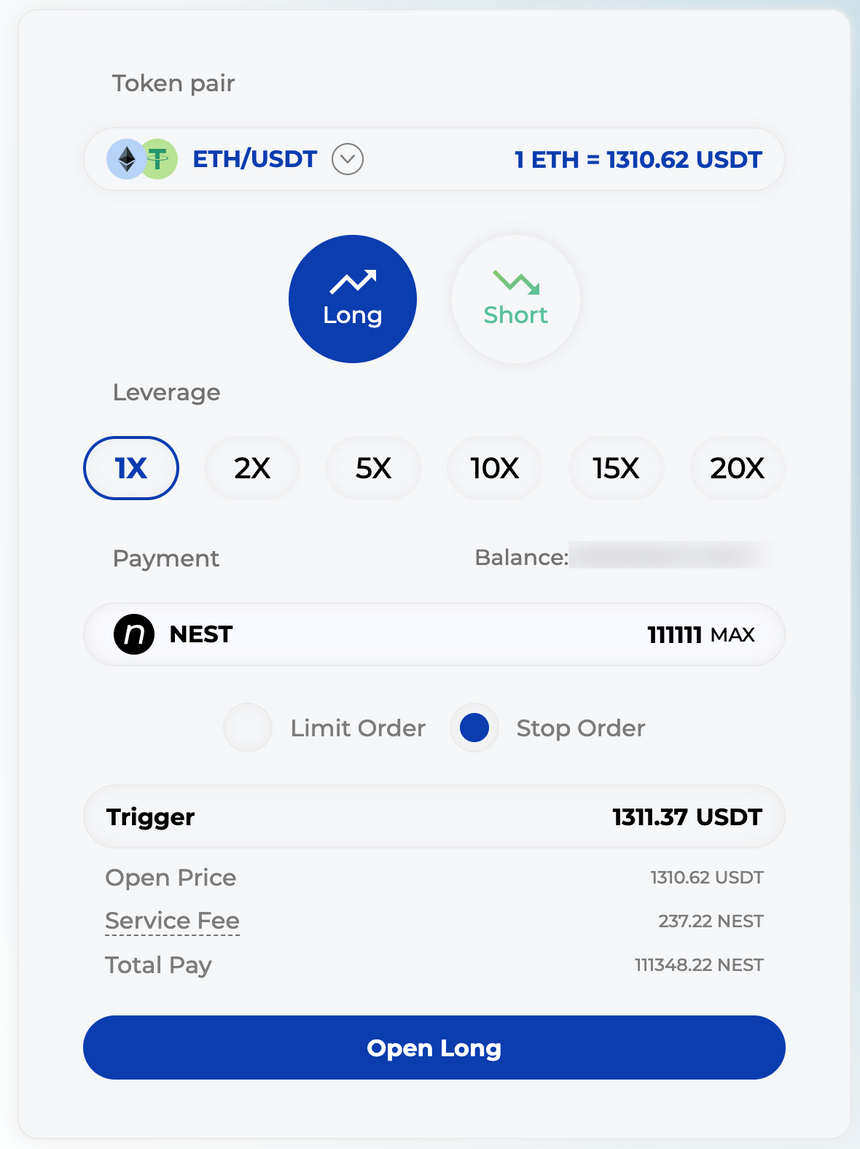 Token pair
ETH/USDT 1 ETH = 1310.62 USDT
Long Short
Leverage
1X 2X 5X 10X 15X 20X
Payment Balance:
n NEST 111111 MAX
Limit Order Stop Order
Trigger 1311.37 USDT
Open Price 1310.62 USDT
Service Fee 237.22 NEST
Total Pay 111348.22 NEST
Open Long